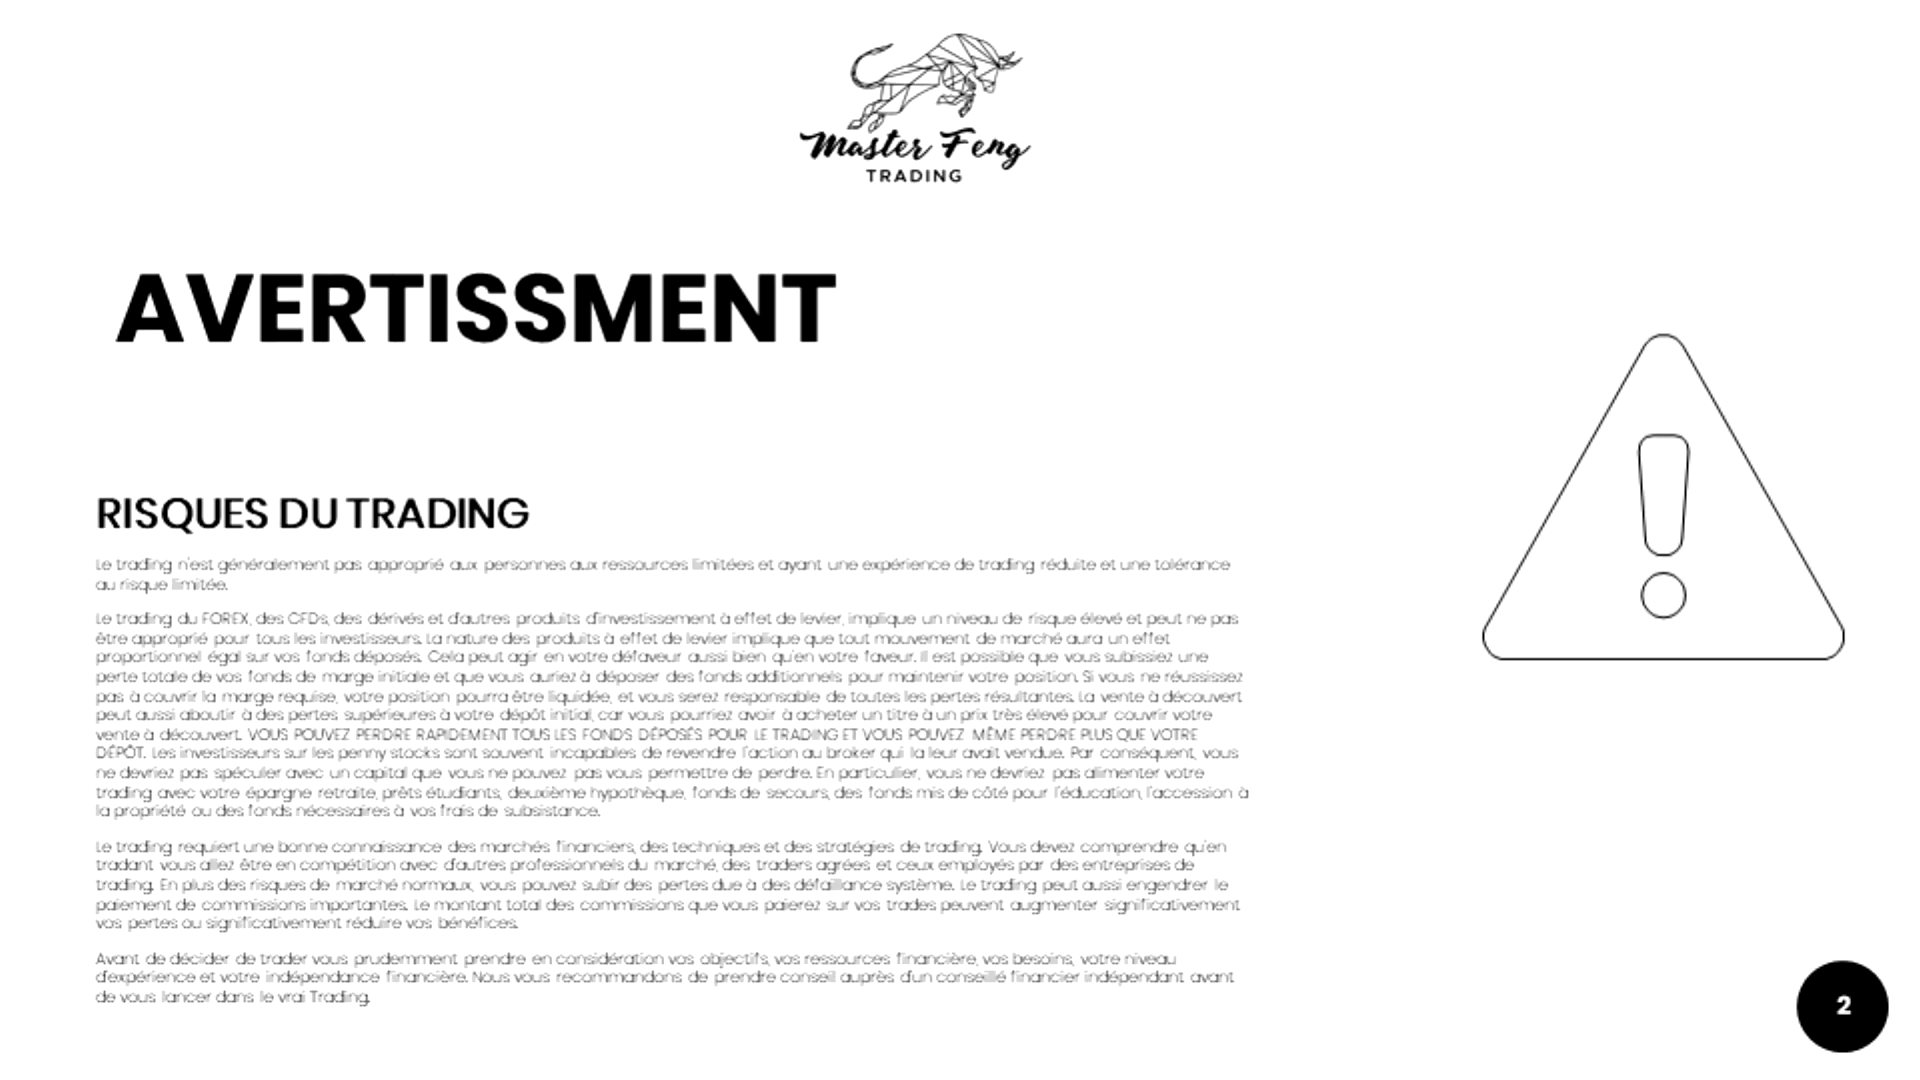 Master Feng
TRADING
AVERTISSMENT
RISQUES DU TRADING
Le trading n'est généralement pas approprié aux personnes aux ressources limitées et ayant une expérience de trading réduite et une tolérance
au risque limitée.
Le trading du FOREX, des CFDs, des dérivés et d'autres produits d'investissement à effet de levier, implique un niveau de risque élevé et peut ne pas
être approprié pour tous les investisseurs. La nature des produits à effet de levier implique que tout mouvement de marché aura un effet
proportionnel égal sur vos fonds déposés. Cela peut agir en votre défaveur aussi bien qu'en votre faveur. Il est possible que vous subissiez une
perte totale de vos fonds de marge initiale et que vous auriez à déposer des fonds additionnels pour maintenir votre position. Si vous ne réussissez
pas à couvrir la marge requise, votre position pourra être liquidée, et vous serez responsable de toutes les pertes résultantes. La vente à découvert
peut aussi aboutir à des pertes supérieures à votre dépôt initial, car vous pourriez avoir à acheter un titre à un prix très élevé pour couvrir votre
vente à découvert. VOUS POUVEZ PERDRE RAPIDEMENT TOUS LES FONDS DÉPOSÉS POUR LE TRADING ET VOUS POUVEZ MÊME PERDRE PLUS QUE VOTRE
DÉPÔT. Les investisseurs sur les penny stocks sont souvent incapables de revendre l'action au broker qui la leur avait vendue. Par conséquent, vous
ne devriez pas spéculer avec un capital que vous ne pouvez pas vous permettre de perdre. En particulier, vous ne devriez pas alimenter votre
trading avec votre épargne retraite, prêts étudiants, deuxième hypothèque, fonds de secours, des fonds mis de côté pour l'éducation, l'accession à
la propriété ou des fonds nécessaires à vos frais de subsistance.
Le trading requiert une bonne connaissance des marchés financiers, des techniques et des stratégies de trading. Vous devez comprendre qu'en
tradant vous allez être en compétition avec d'autres professionnels du marché, des traders agrées et ceux employés par des entreprises de
trading. En plus des risques de marché normaux, vous pouvez subir des pertes due à des défaillance système. Le trading peut aussi engendrer le
paiement de commissions importantes. Le montant total des commissions que vous paierez sur vos trades peuvent augmenter significativement
vos pertes ou significativement réduire vos bénéfices.
Avant de décider de trader vous prudemment prendre en considération vos objectifs, vos ressources financière, vos besoins, votre niveau
d'expérience et votre indépendance financière. Nous vous recommandons de prendre conseil auprès d'un conseillé financier indépendant avant
de vous lancer dans le vrai Trading.
2